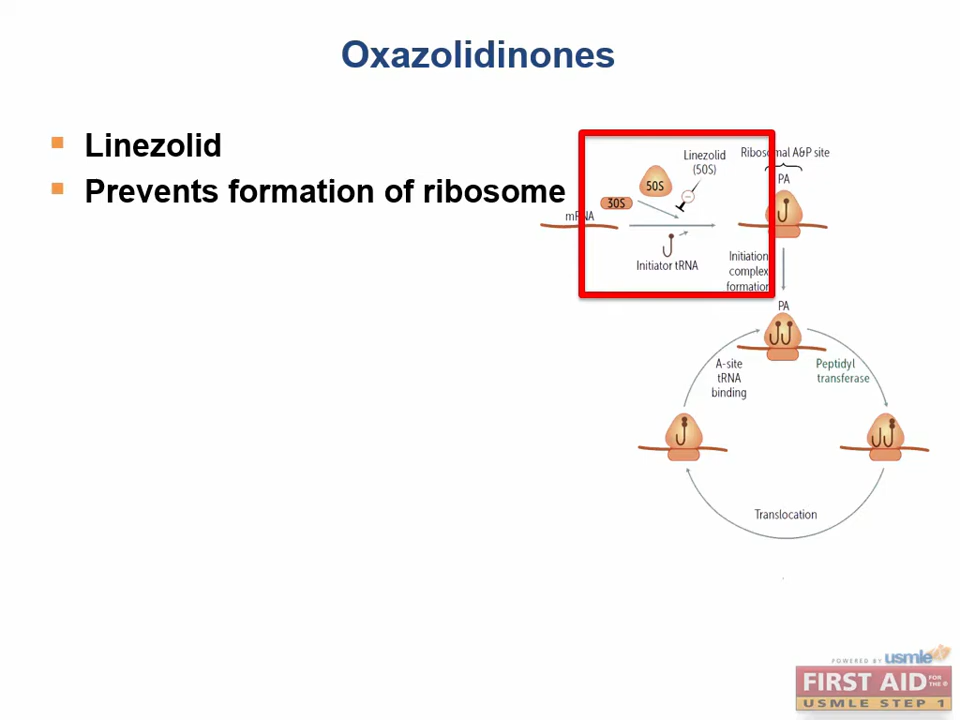 Oxazolidinones
Linezolid
Prevents formation of ribosome
Linezolid
(50S)
Ribosomal A&P site
PA
50S
30S
mRNA
Initiator tRNA
Initiation
complex
formation
PA
A-site
tRNA
binding
Peptidyl
transferase
Translocation
POWERED BY usmle
FIRST AID FOR THE
USMLE STEP 1